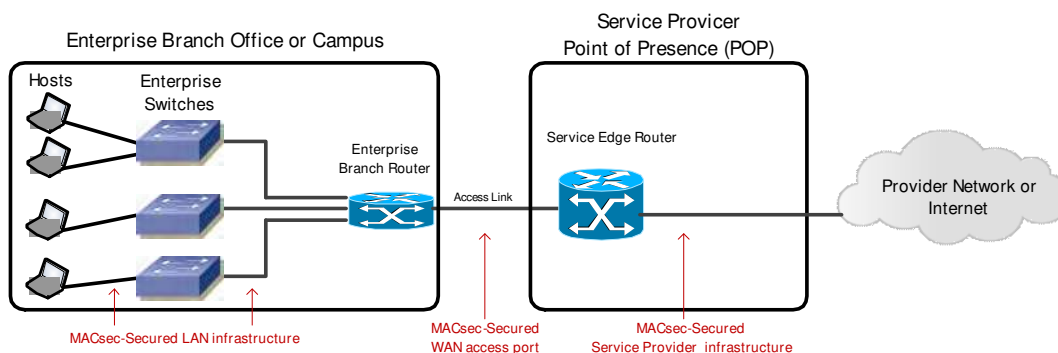 Enterprise Branch Office or Campus
Service Provicer
Point of Presence (POP)
Hosts
Enterprise
Switches
Enterprise
Branch Router
Access Link
Service Edge Router
Provider Network or
Internet
MACsec-Secured LAN infrastructure
MACsec-Secured
WAN access port
MACsec-Secured
Service Provider infrastructure